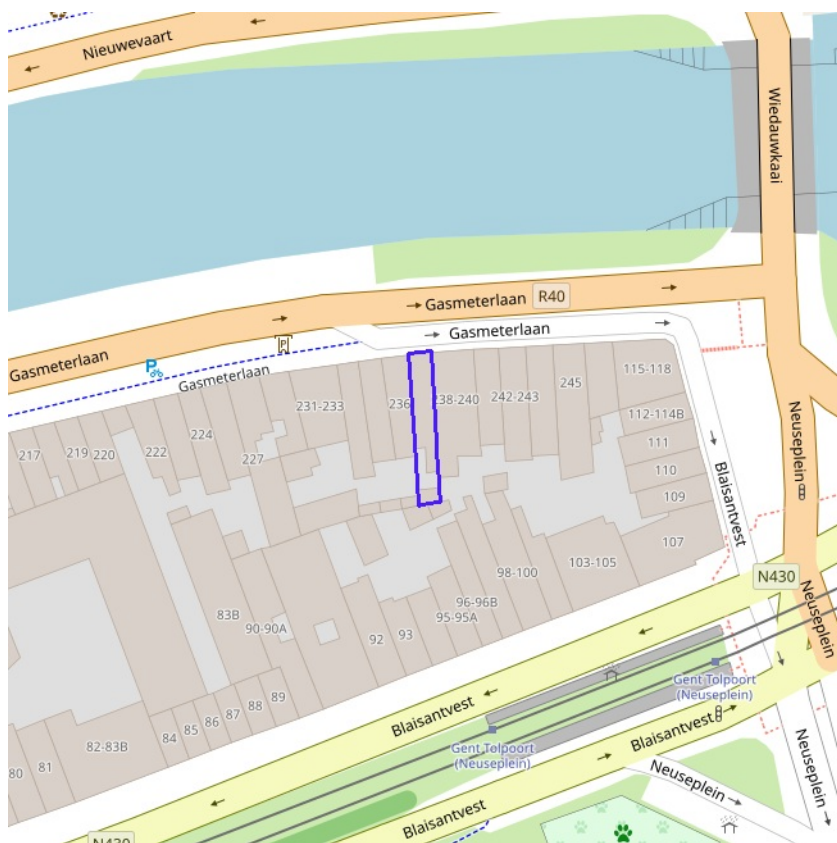 Nieuwevaart
Wiedauwkaai
Gasmeterlaan
R40
Gasmeterlaan
Gasmeterlaan
P
Gasmeterlaan
P
115-118
245
242-243
238-240
236
231-233
112-114B
111
110
109
224
222
227
217
219
220
Blaisantvest
Neuseplein
107
103-105
98-100
N430
96-96B
95-95A
83B
90-90A
92
93
Neuseplein
Gent Tolpoort
(Neuseplein)
89
88
87
86
85
84
82-83B
81
80
Blaisantvest
Gent Tolpoort
(Neuseplein)
Blaisantvest
Neuseplein
Neuseplein
Blaisantvest
N430